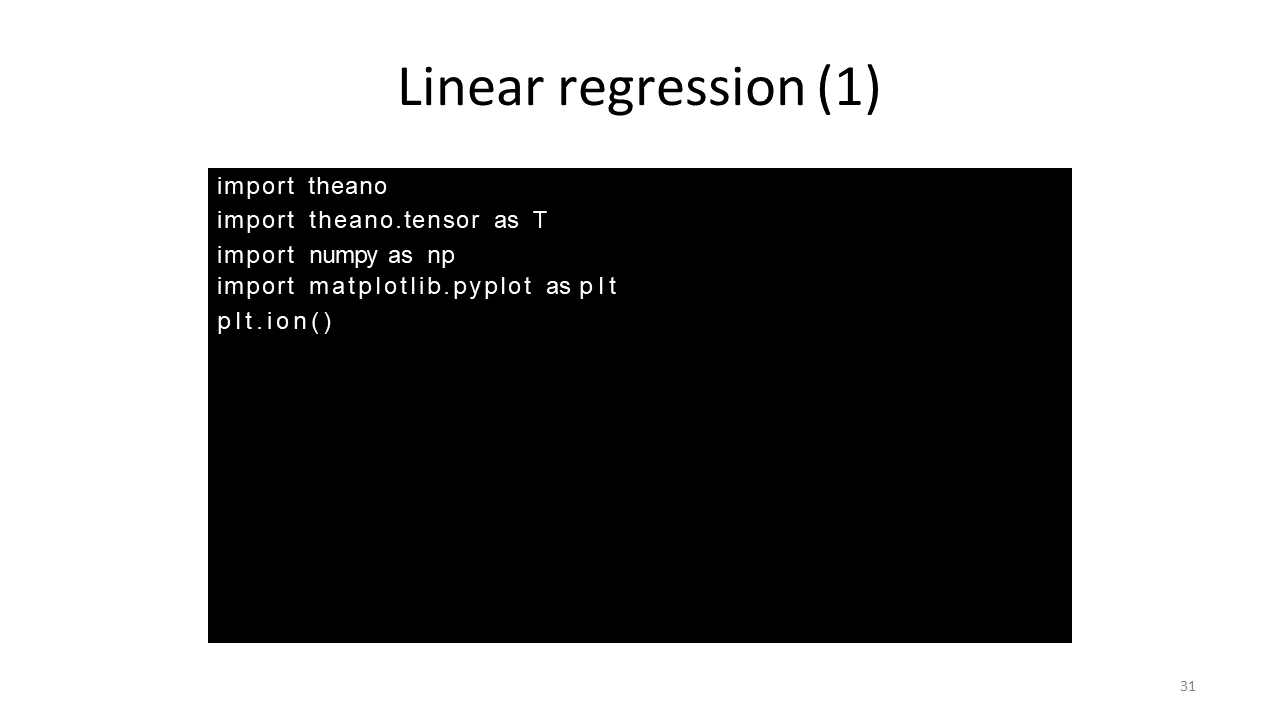 Linear regression (1)
import theano
import theano.tensor as T
import numpy as np
import matplotlib.pyplot as plt
plt.ion()
31